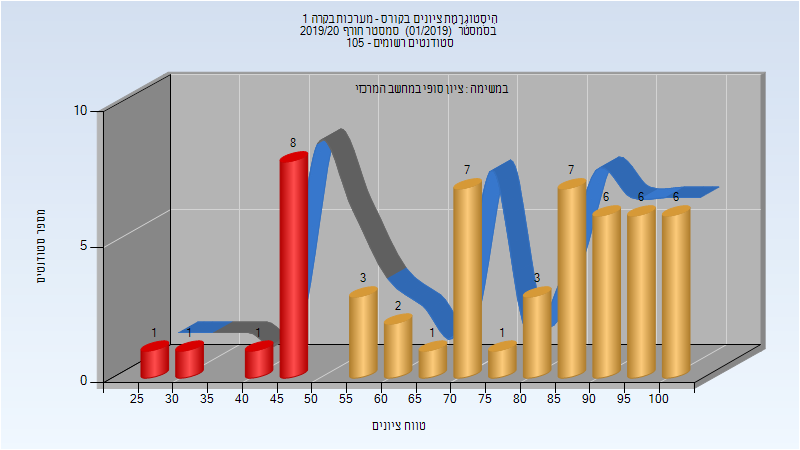 היסטוגרמת ציונים בקורס - מערכות בקרה 1
בסמסטר (01/2019) סמסטר חורף 2019/20
סטודנטים רשומים - 105
במשימה : ציון סופי במחשב המרכזי
מספר סטודנטים
10
5
0
1
1
1
8
3
2
1
7
1
3
7
6
6
6
25 30 35 40 45 50 55 60 65 70 75 80 85 90 95 100
טווח ציונים